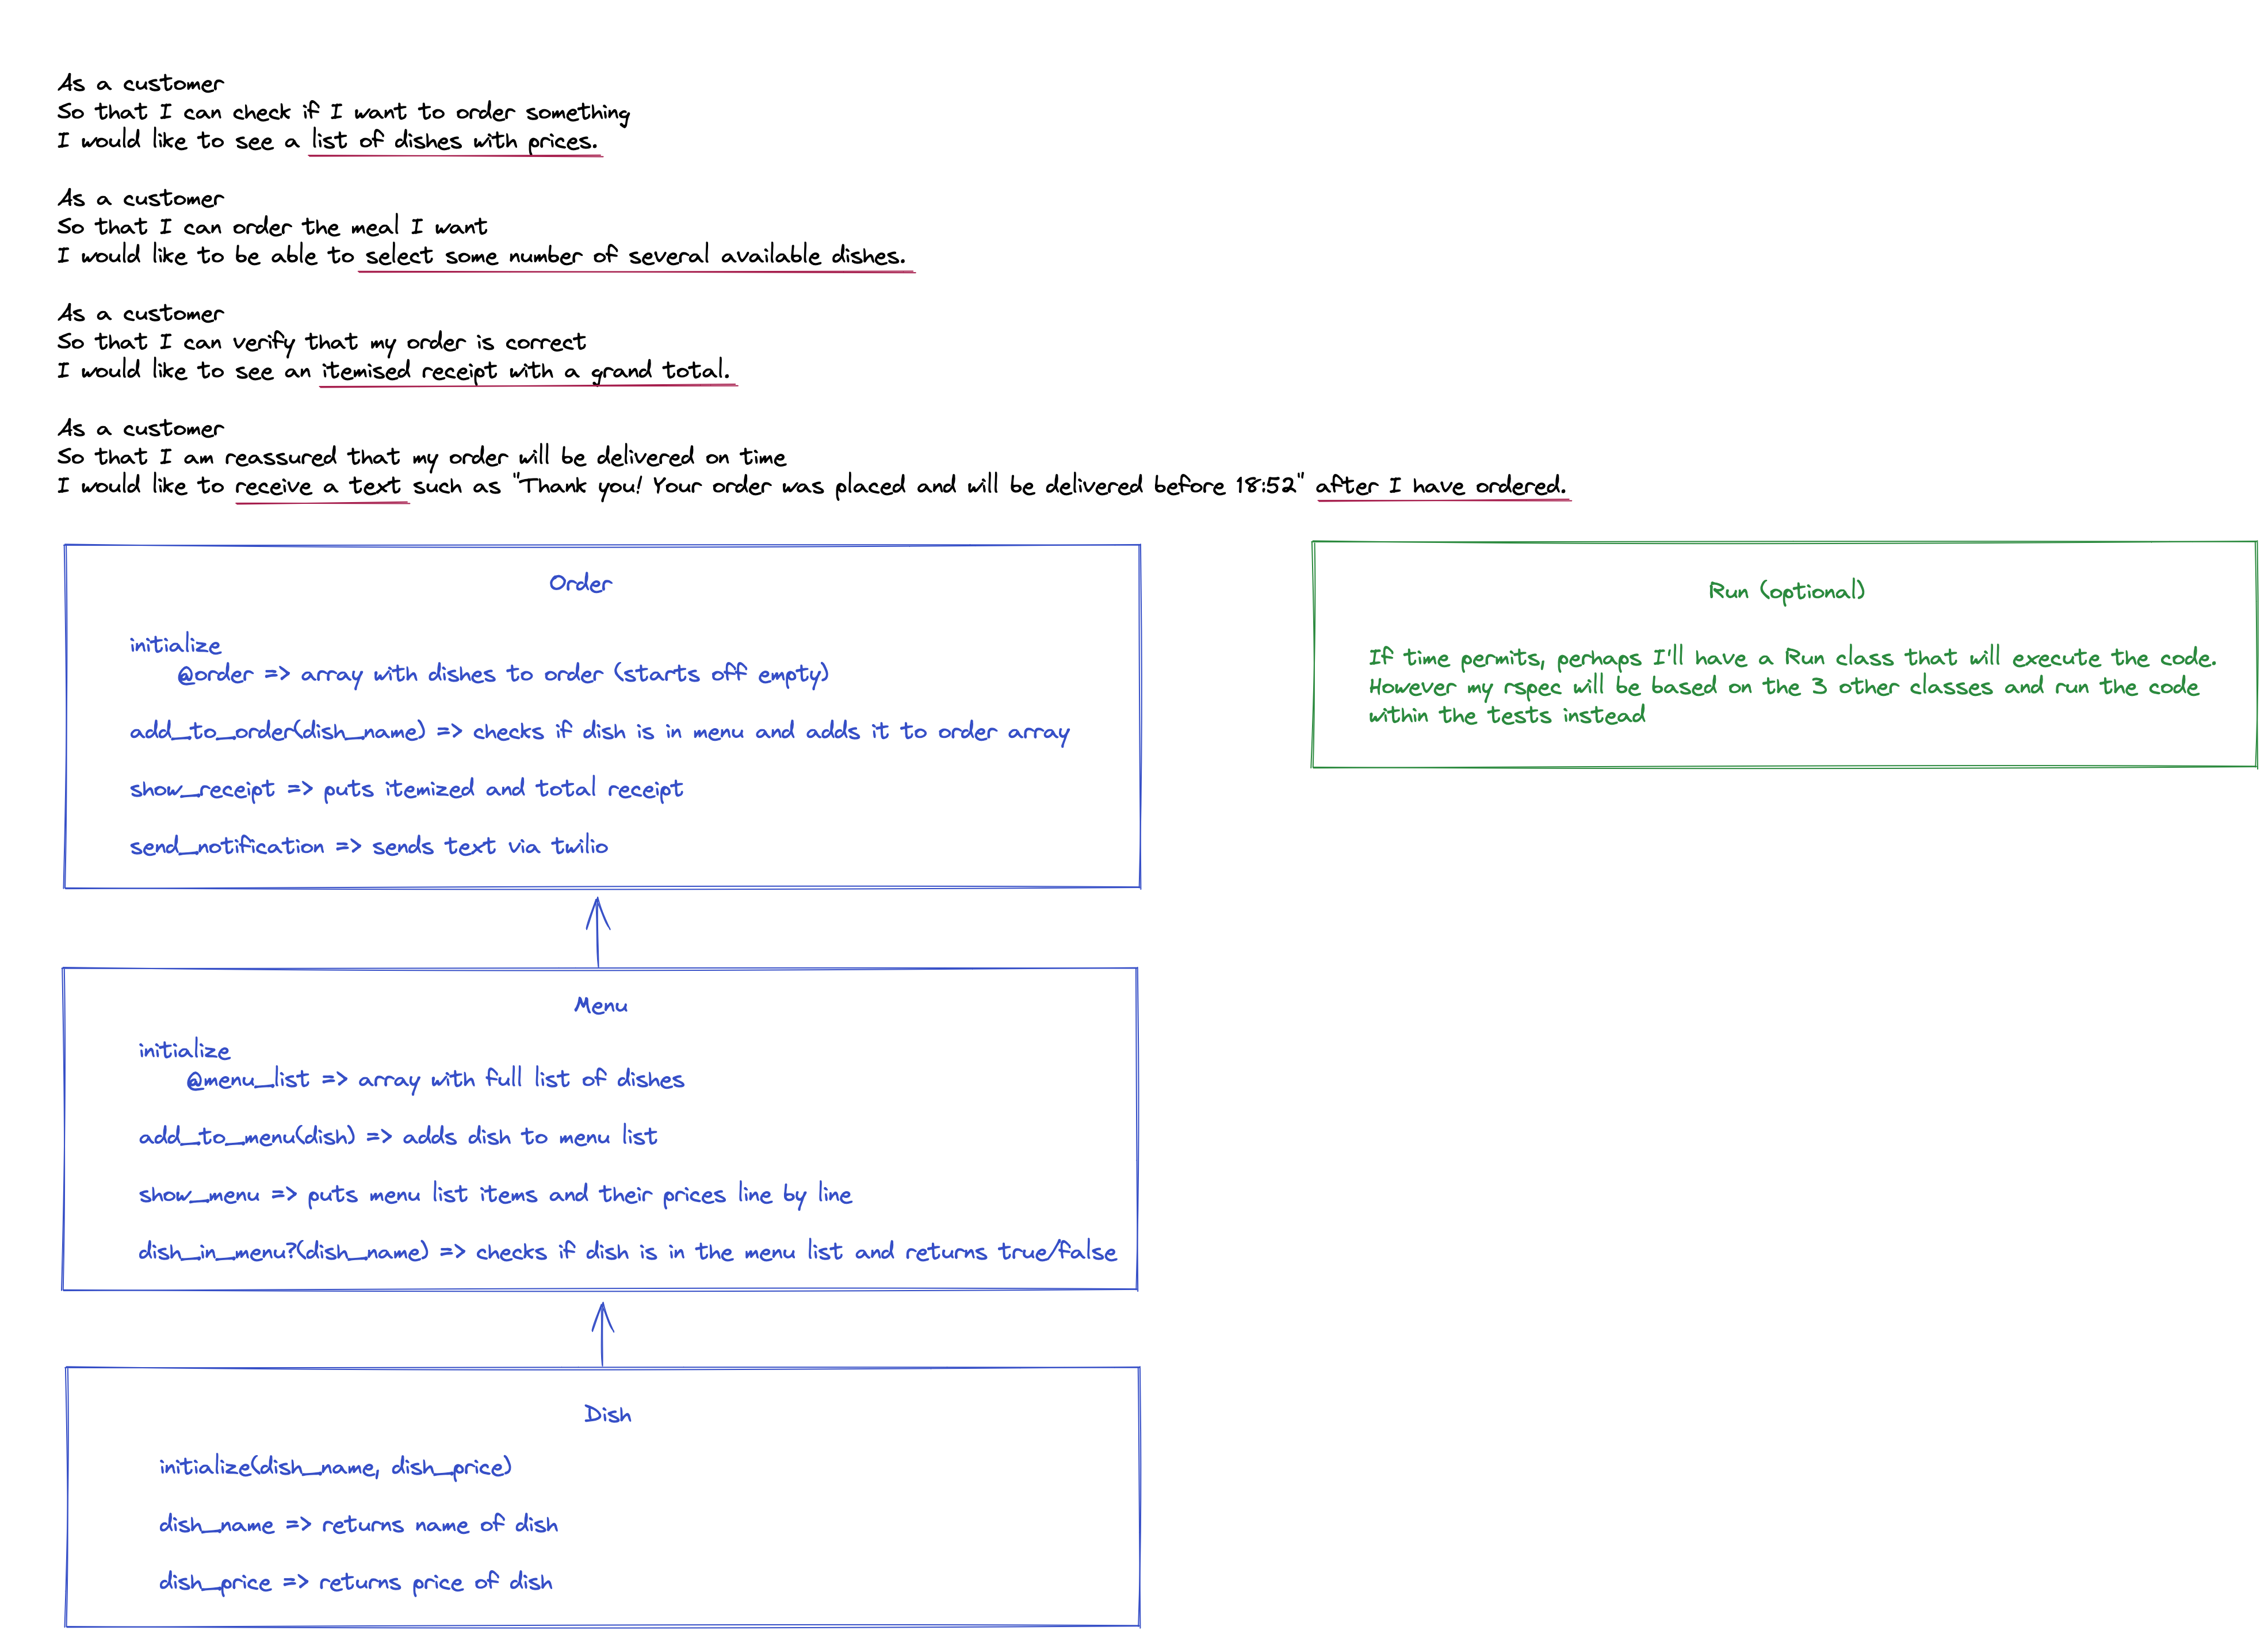 As a customer
So that I can check if I want to order something
I would like to see a list of dishes with prices.
As a customer
So that I can order the meal I want
I would like to be able to select some number of several available dishes.
As a customer
So that I can verify that my order is correct
I would like to see an itemised receipt with a grand total.
As a customer
So that I am reassured that my order will be delivered on time
I would like to receive a text such as "Thank you! Your order was placed and will be delivered before 18:52" after I have ordered.
Order
initialize
@order => array with dishes to order (starts off empty)
add_to_order(dish_name) => checks if dish is in menu and adds it to order array
show_receipt => puts itemized and total receipt
send_notification => sends text via twilio
Run (optional)
If time permits, perhaps I'll have a Run class that will execute the code.
However my rspec will be based on the 3 other classes and run the code
within the tests instead
Menu
initialize
@menu_list => array with full list of dishes
add_to_menu(dish) => adds dish to menu list
show_menu => puts menu list items and their prices line by line
dish_in_menu?(dish_name) => checks if dish is in the menu list and returns true/false
Dish
initialize(dish_name, dish_price)
dish_name => returns name of dish
dish_price => returns price of dish